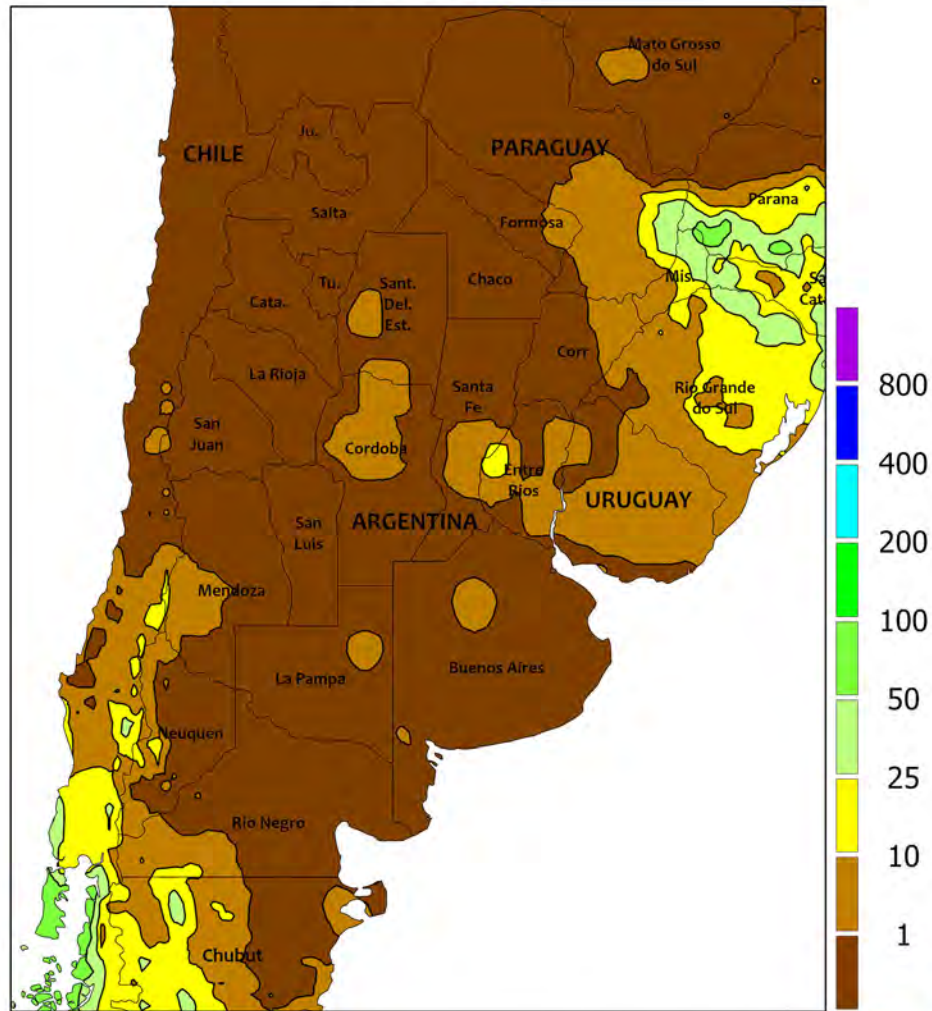 Mato Grosso
do Sul
Ju.
CHILE
PARAGUAY
Parana
Salta
Formosa
Mis.
Chaco
Sa
Cat
Cata.
Tu.
Sant.
Del.
Est.
La Rioja
Corr
Santa
Fe
Rio Grande
do Sul
San
Juan
Cordoba
Entre
Rios
URUGUAY
ARGENTINA
San
Luis
Mendoza
La Pampa
Buenos Aires
Neuquen
Rio Negro
Chubut
800
400
200
100
50
25
10
1